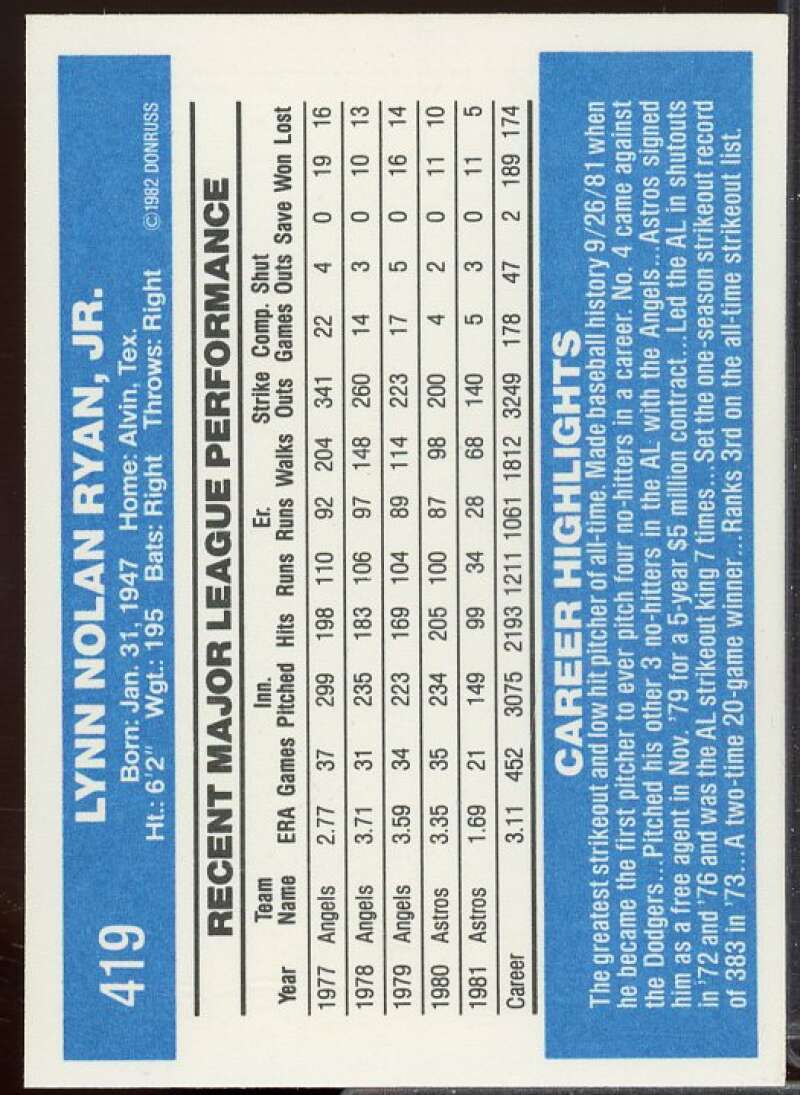 419
LYNN NOLAN RYAN, JR.
Born: Jan. 31, 1947 Home: Alvin, Tex.
Ht.: 6'2" Wgt.: 195 Bats: Right Throws: Right ©1982 DONRUSS
RECENT MAJOR LEAGUE PERFORMANCE
Team Inn. Er. Strike Comp. Shut
Year Name ERA Games Pitched Hits Runs Runs Walks Outs Games Outs Save Won Lost
1977 Angels 2.77 37 299 198 110 92 204 341 22 4 0 19 16
1978 Angels 3.71 31 235 183 106 97 148 260 14 3 0 10 13
1979 Angels 3.59 34 223 169 104 89 114 223 17 5 0 16 14
1980 Astros 3.35 35 234 205 100 87 98 200 4 2 0 11 10
1981 Astros 1.69 21 149 99 34 28 68 140 5 3 0 11 5
Career 3.11 452 3075 2193 1211 1061 1812 3249 178 47 2 189 174
CAREER HIGHLIGHTS
The greatest strikeout and low hit pitcher of all-time. Made baseball history 9/26/81 when
he became the first pitcher to ever pitch four no-hitters in a career. No. 4 came against
the Dodgers...Pitched his other 3 no-hitters in the AL with the Angels...Astros signed
him as a free agent in Nov. '79 for a 5-year $5 million contract...Led the AL in shutouts
in '72 and '76 and was the AL strikeout king 7 times...Set the one-season strikeout record
of 383 in '73...A two-time 20-game winner...Ranks 3rd on the all-time strikeout list.